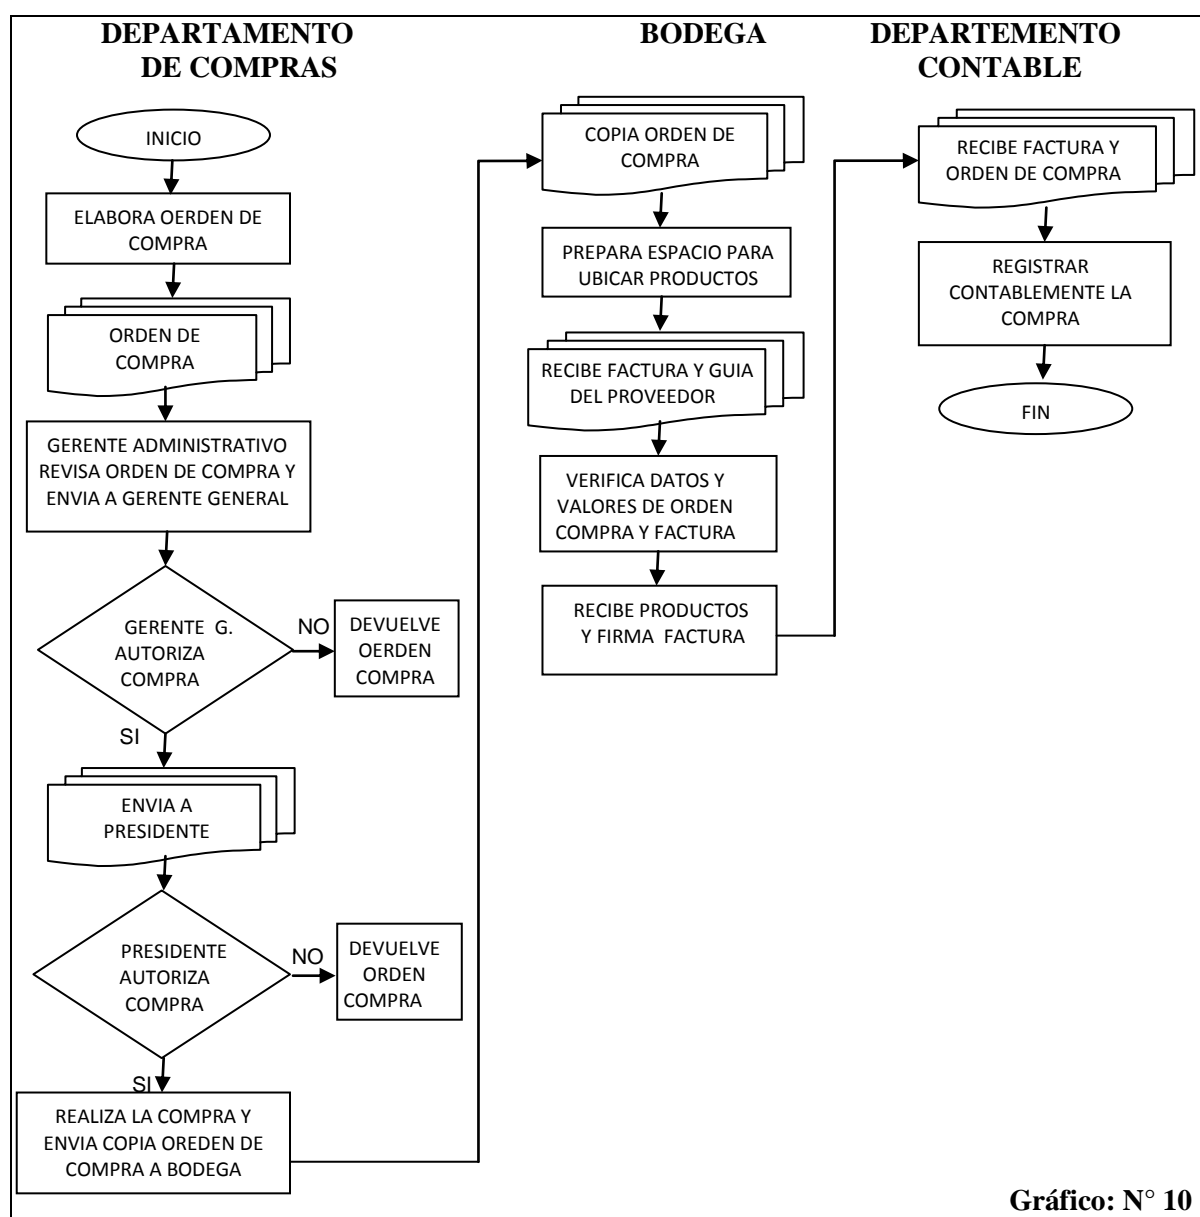 DEPARTAMENTO
DE COMPRAS
INICIO
ELABORA OERDEN DE
COMPRA
ORDEN DE
COMPRA
GERENTE ADMINISTRATIVO
REVISA ORDEN DE COMPRA Y
ENVIA A GERENTE GENERAL
GERENTE G.
AUTORIZA
COMPRA
NO
DEVUELVE
OERDEN
COMPRA
SI
ENVIA A
PRESIDENTE
PRESIDENTE
AUTORIZA
COMPRA
NO
DEVUELVE
ORDEN
COMPRA
SI
REALIZA LA COMPRA Y
ENVIA COPIA OREDEN DE
COMPRA A BODEGA
BODEGA
COPIA ORDEN DE
COMPRA
PREPARA ESPACIO PARA
UBICAR PRODUCTOS
RECIBE FACTURA Y GUIA
DEL PROVEEDOR
VERIFICA DATOS Y
VALORES DE ORDEN
COMPRA Y FACTURA
RECIBE PRODUCTOS
Y FIRMA FACTURA
DEPARTEMENTO
CONTABLE
RECIBE FACTURA Y
ORDEN DE COMPRA
REGISTRAR
CONTABLEMENTE LA
COMPRA
FIN
Gráfico: N° 10